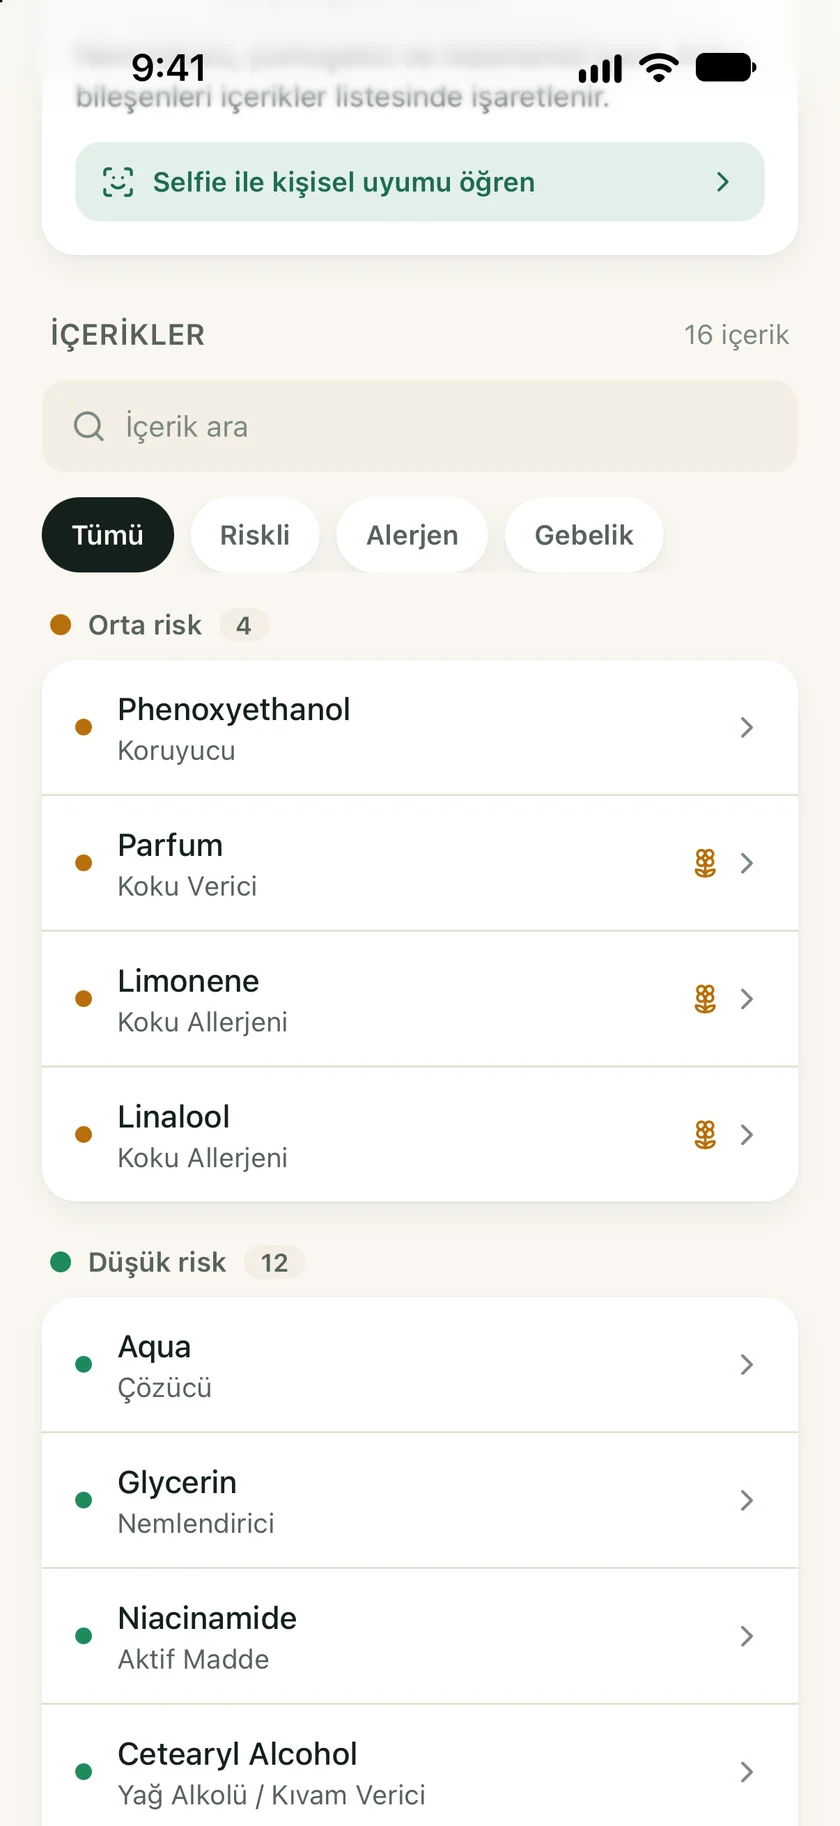 9:41
bileşenleri içerikler listesinde işaretlenir.
Selfie ile kişisel uyumu öğren
İÇERİKLER
16 içerik
İçerik ara
Tümü
Riskli
Alerjen
Gebelik
Orta risk 4
Phenoxyethanol
Koruyucu
Parfum
Koku Verici
Limonene
Koku Allerjeni
Linalool
Koku Allerjeni
Düşük risk 12
Aqua
Çözücü
Glycerin
Nemlendirici
Niacinamide
Aktif Madde
Cetearyl Alcohol
Yağ Alkolü / Kıvam Verici